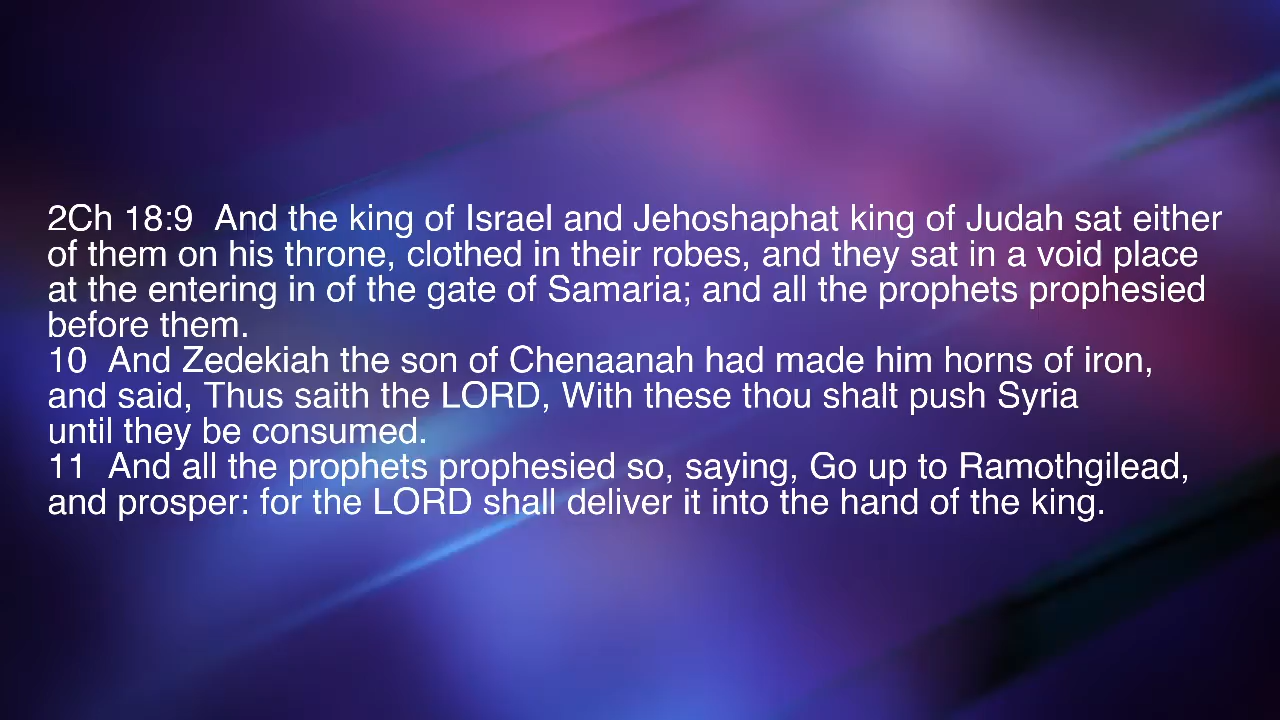 2Ch 18:9  And the king of Israel and Jehoshaphat king of Judah sat either
of them on his throne, clothed in their robes, and they sat in a void place
at the entering in of the gate of Samaria; and all the prophets prophesied
before them.
10  And Zedekiah the son of Chenaanah had made him horns of iron,
and said, Thus saith the LORD, With these thou shalt push Syria
until they be consumed.
11  And all the prophets prophesied so, saying, Go up to Ramothgilead,
and prosper: for the LORD shall deliver it into the hand of the king.